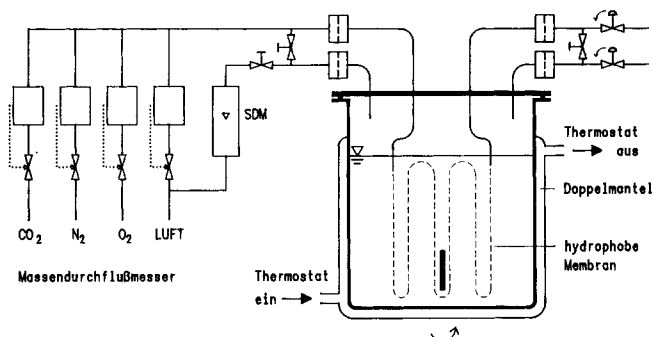 SDM
Thermostat
aus
Doppelmantel
CO2 N2 O2 LUFT
hydrophobe
Membran
Massendurchflußmesser
Thermostat
ein